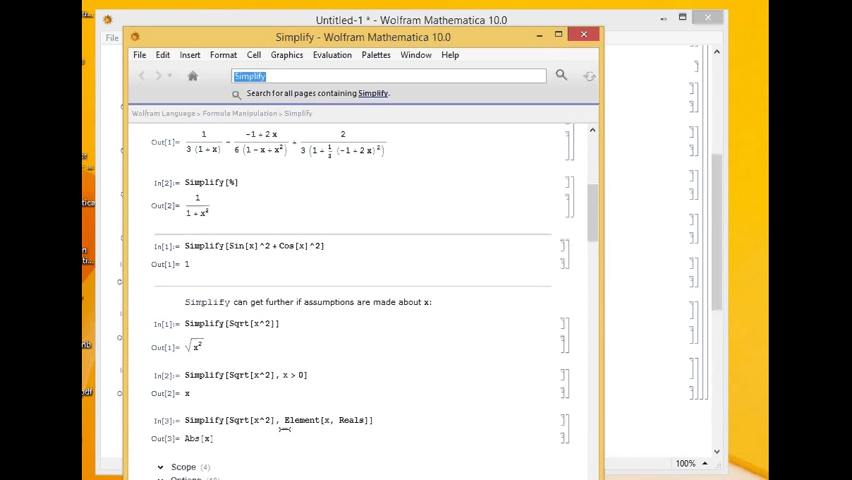 Untitled-1 * - Wolfram Mathematica 10.0
File
Simplify - Wolfram Mathematica 10.0
File Edit Insert Format Cell Graphics Evaluation Palettes Window Help
Simplify
Search for all pages containing Simplify.
Wolfram Language > Formula Manipulation > Simplify
Out[1]= 1/(3 (1+x)) - (-1+2 x)/(6 (1-x+x^2)) + 2/(3 (1+1/3 (-1+2 x)^2))
In[2]:= Simplify[%]
Out[2]= 1/(1+x^3)
In[1]:= Simplify[Sin[x]^2 + Cos[x]^2]
Out[1]= 1
Simplify can get further if assumptions are made about x:
In[1]:= Simplify[Sqrt[x^2]]
Out[1]= √x^2
In[2]:= Simplify[Sqrt[x^2], x > 0]
Out[2]= x
In[3]:= Simplify[Sqrt[x^2], Element[x, Reals]]
Out[3]= Abs[x]
Scope (4)
100%